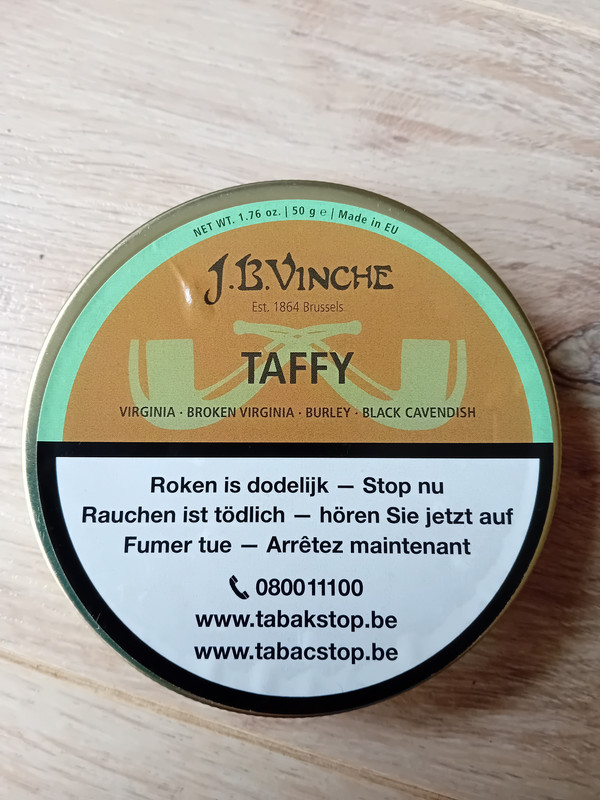 NET WT. 1.76 oz. | 50 g ℮ | Made in EU
J.B.VINCHE
Est. 1864 Brussels
TAFFY
VIRGINIA · BROKEN VIRGINIA · BURLEY · BLACK CAVENDISH
Roken is dodelijk — Stop nu
Rauchen ist tödlich — hören Sie jetzt auf
Fumer tue — Arrêtez maintenant
080011100
www.tabakstop.be
www.tabacstop.be